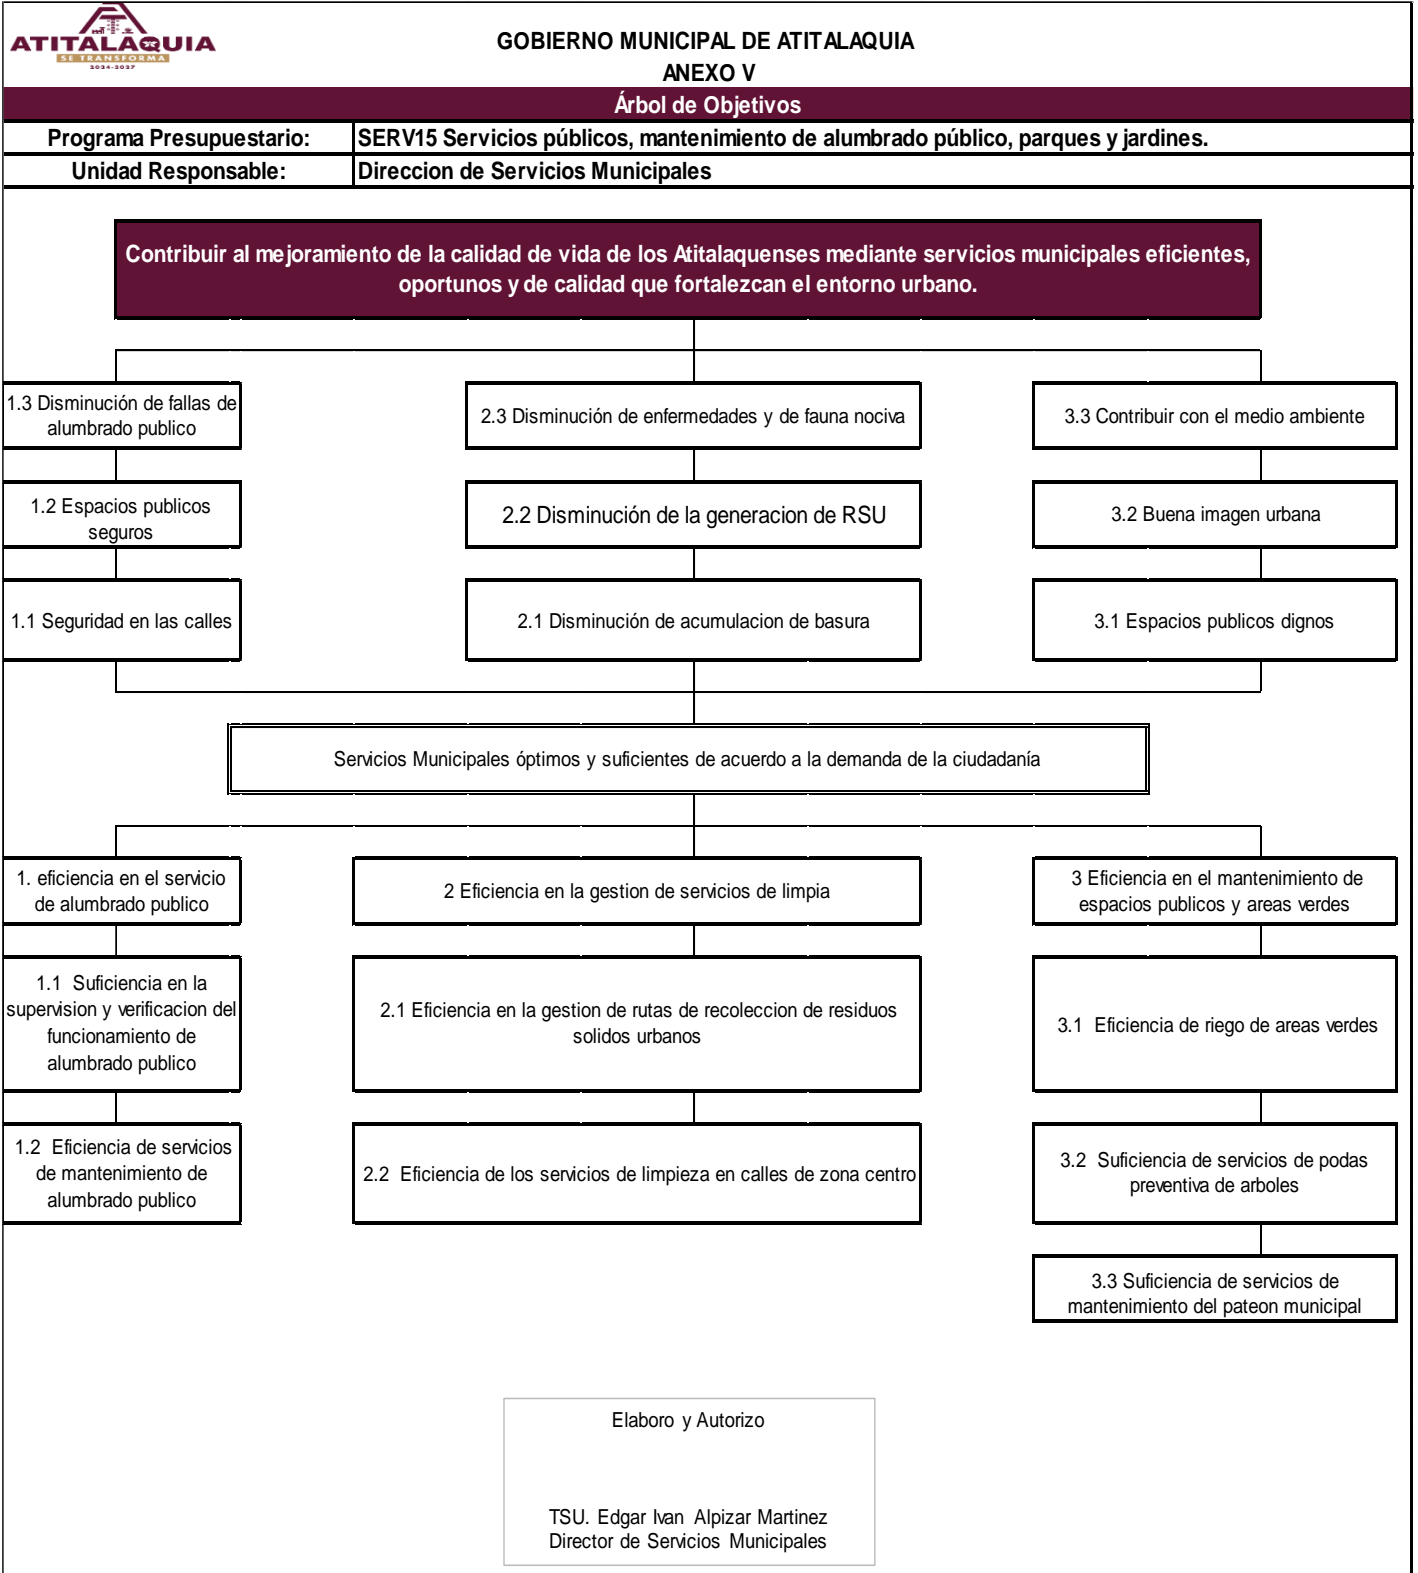 ATITALAQUIA
SE TRANSFORMA
2024-2027
GOBIERNO MUNICIPAL DE ATITALAQUIA
ANEXO V
Árbol de Objetivos
Programa Presupuestario: SERV15 Servicios públicos, mantenimiento de alumbrado público, parques y jardines.
Unidad Responsable: Direccion de Servicios Municipales
Contribuir al mejoramiento de la calidad de vida de los Atitalaquenses mediante servicios municipales eficientes,
oportunos y de calidad que fortalezcan el entorno urbano.
1.3 Disminución de fallas de
alumbrado publico
2.3 Disminución de enfermedades y de fauna nociva
3.3 Contribuir con el medio ambiente
1.2 Espacios publicos
seguros
2.2 Disminución de la generacion de RSU
3.2 Buena imagen urbana
1.1 Seguridad en las calles
2.1 Disminución de acumulacion de basura
3.1 Espacios publicos dignos
Servicios Municipales óptimos y suficientes de acuerdo a la demanda de la ciudadanía
1. eficiencia en el servicio
de alumbrado publico
2 Eficiencia en la gestion de servicios de limpia
3 Eficiencia en el mantenimiento de
espacios publicos y areas verdes
1.1 Suficiencia en la
supervision y verificacion del
funcionamiento de
alumbrado publico
2.1 Eficiencia en la gestion de rutas de recoleccion de residuos
solidos urbanos
3.1 Eficiencia de riego de areas verdes
1.2 Eficiencia de servicios
de mantenimiento de
alumbrado publico
2.2 Eficiencia de los servicios de limpieza en calles de zona centro
3.2 Suficiencia de servicios de podas
preventiva de arboles
3.3 Suficiencia de servicios de
mantenimiento del pateon municipal
Elaboro y Autorizo
TSU. Edgar Ivan Alpizar Martinez
Director de Servicios Municipales